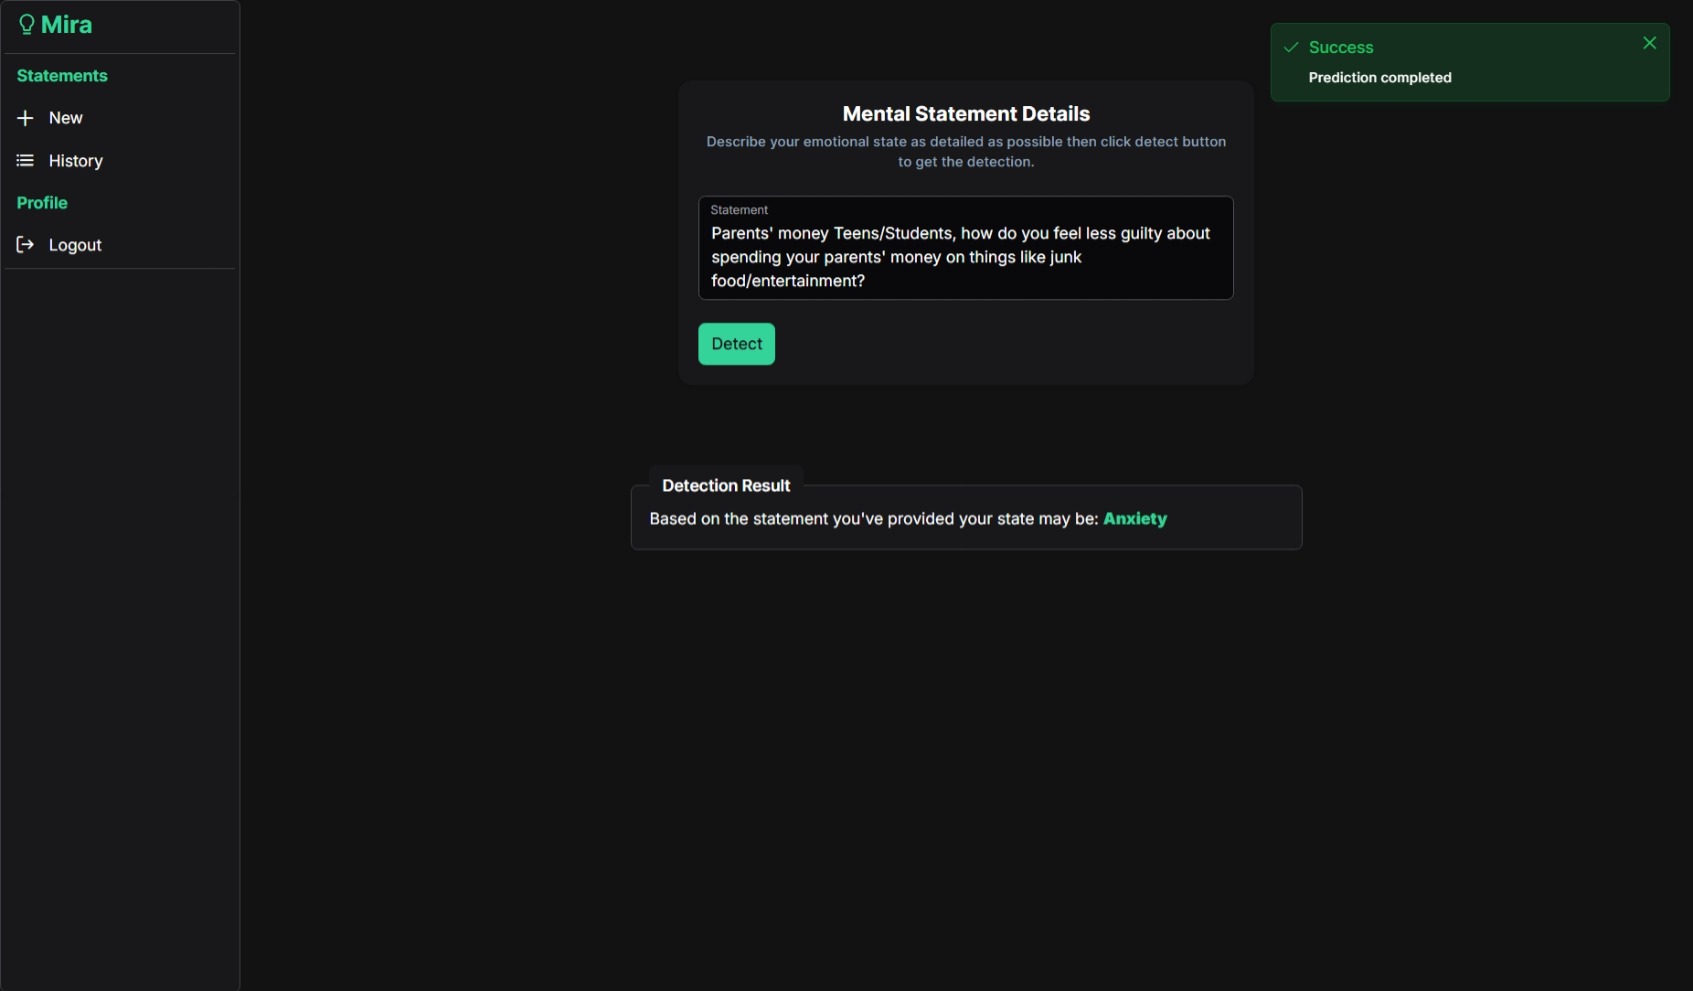 Mira
Statements
New
History
Profile
Logout
Success
Prediction completed
Mental Statement Details
Describe your emotional state as detailed as possible then click detect button
to get the detection.
Statement
Parents' money Teens/Students, how do you feel less guilty about
spending your parents' money on things like junk
food/entertainment?
Detect
Detection Result
Based on the statement you've provided your state may be: Anxiety